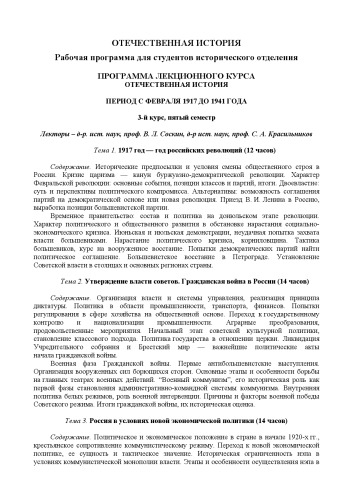 ОТЕЧЕСТВЕННАЯ ИСТОРИЯ
Рабочая программа для студентов исторического отделения
ПРОГРАММА ЛЕКЦИОННОГО КУРСА
ОТЕЧЕСТВЕННАЯ ИСТОРИЯ
ПЕРИОД С ФЕВРАЛЯ 1917 ДО 1941 ГОДА
3-й курс, пятый семестр
Лекторы – д-р. ист. наук, проф. В. Л. Соскин, д-р ист. наук, проф. С. А. Красильников
Тема 1. 1917 год — год российских революций (12 часов)
Содержание. Исторические предпосылки и условия смены общественного строя в
России. Кризис царизма — канун буржуазно-демократической революции. Характер
Февральской революции: основные события, позиции классов и партий, итоги. Двоевластие:
суть и перспективы политического компромисса. Альтернативы: возможность соглашения
партий на демократической основе или новая революция. Приезд В. И. Ленина в Россию,
выработка позиции большевистской партии.
Временное правительство: состав и политика на доиюльском этапе революции.
Характер политического и общественного развития в обстановке нарастания социально-
экономического кризиса. Июньская и июльская демонстрации, неудачная попытка захвата
власти большевиками. Нарастание политического кризиса, корниловщина. Тактика
большевиков, курс на вооруженное восстание. Попытки демократических партий найти
политическое соглашение. Большевистское восстание в Петрограде. Установление
Советской власти в столицах и основных регионах страны.
Тема 2. Утверждение власти советов. Гражданская война в России (14 часов)
Содержание. Организация власти и системы управления, реализация принципа
диктатуры. Политика в области промышленности, транспорта, финансов. Попытки
регулирования в сфере хозяйства на общественной основе. Переход к государственному
контролю и национализации промышленности. Аграрные преобразования,
продовольственные мероприятия. Начальный этап советской культурной политики,
становление классового подхода. Политика государства в отношении церкви. Ликвидация
Учредительного собрания и Брестский мир — важнейшие политические акты
начала гражданской войны.
Военная фаза Гражданской войны. Первые антибольшевистские выступления.
Организация вооруженных сил борющихся сторон. Основные этапы и особенности борьбы
на главных театрах военных действий. “Военный коммунизм”, его историческая роль как
первой фазы становления административно-командной системы коммунизма. Внутренняя
политика белых режимов, роль военной интервенции. Причины и факторы военной победы
Советского режима. Итоги гражданской войны, их историческая оценка.
Тема 3. Россия в условиях новой экономической политики (14 часов)
Содержание. Политическое и экономическое положение в стране в начале 1920-х гг.,
крестьянское сопротивление коммунистическому режиму. Переход к новой экономической
политике, ее сущность и тактическое значение. Историческая ограниченность нэпа в
условиях коммунистической монополии власти. Этапы и особенности осуществления нэпа в